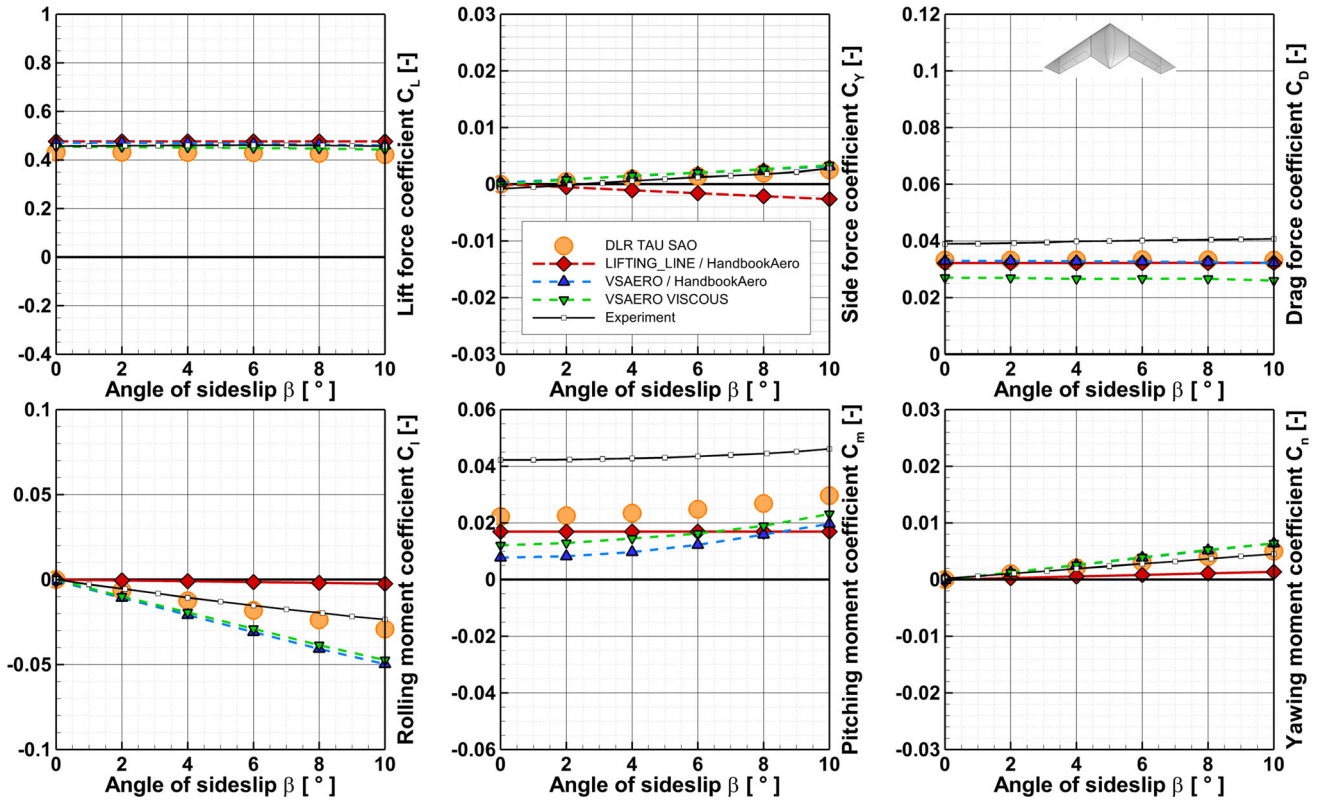 1
0.8
0.6
0.4
0.2
0
-0.2
-0.4
0 2 4 6 8 10
Angle of sideslip β [ ° ]
Lift force coefficient C_L [-]
0.03
0.02
0.01
0
-0.01
-0.02
-0.03
0 2 4 6 8 10
Angle of sideslip β [ ° ]
Side force coefficient C_Y [-]
DLR TAU SAO
LIFTING_LINE / HandbookAero
VSAERO / HandbookAero
VSAERO VISCOUS
Experiment
0.12
0.1
0.08
0.06
0.04
0.02
0
0 2 4 6 8 10
Angle of sideslip β [ ° ]
Drag force coefficient C_D [-]
0.1
0.05
0
-0.05
-0.1
0 2 4 6 8 10
Angle of sideslip β [ ° ]
Rolling moment coefficient C_l [-]
0.06
0.04
0.02
0
-0.02
-0.04
-0.06
0 2 4 6 8 10
Angle of sideslip β [ ° ]
Pitching moment coefficient C_m [-]
0.03
0.02
0.01
0
-0.01
-0.02
-0.03
0 2 4 6 8 10
Angle of sideslip β [ ° ]
Yawing moment coefficient C_n [-]